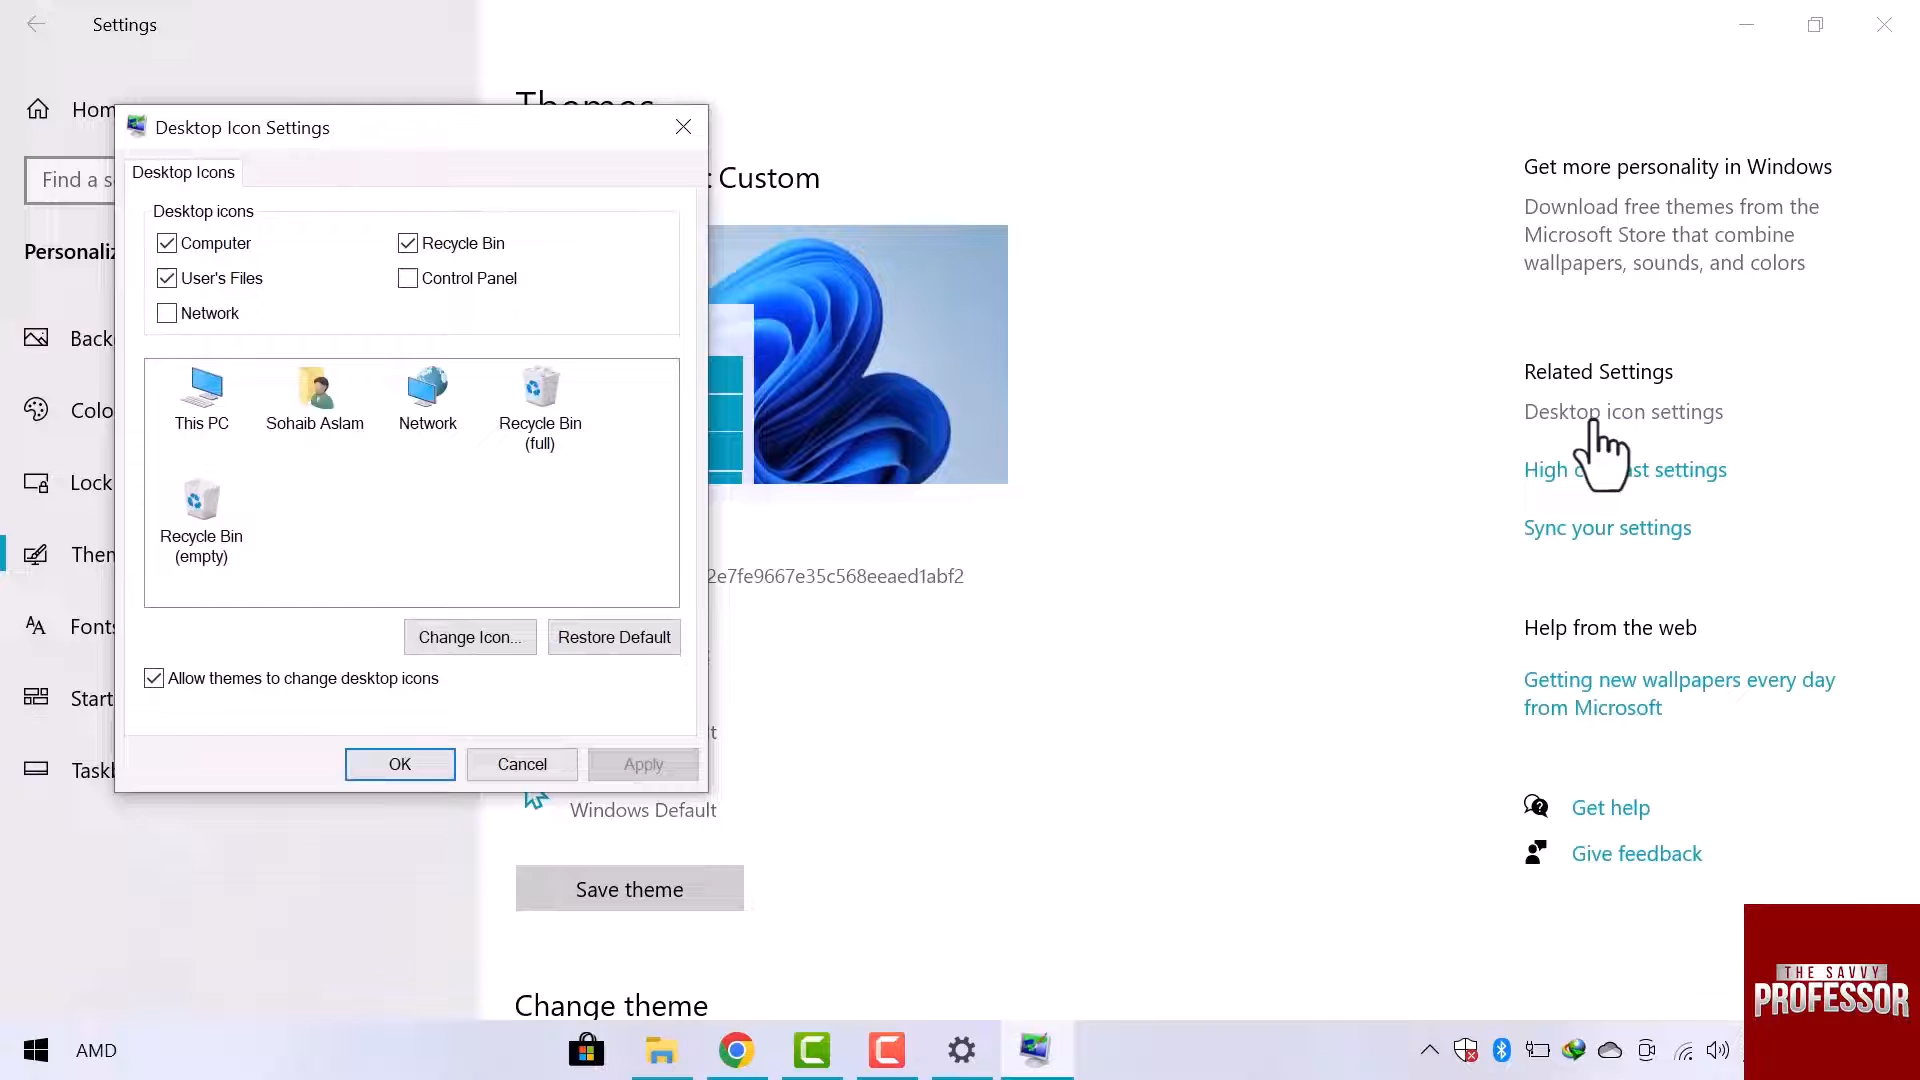 Settings
Hom
Find a s
Personaliz
Back
Colo
Lock
Them
Fonts
Start
Taskb
Desktop Icon Settings
Desktop Icons
Desktop icons
Computer
Recycle Bin
User's Files
Control Panel
Network
This PC
Sohaib Aslam
Network
Recycle Bin
(full)
Recycle Bin
(empty)
Change Icon...
Restore Default
Allow themes to change desktop icons
OK
Cancel
Apply
Themes
: Custom
2e7fe9667e35c568eeaed1abf2
t
Windows Default
Save theme
Change theme
Get more personality in Windows
Download free themes from the
Microsoft Store that combine
wallpapers, sounds, and colors
Related Settings
Desktop icon settings
High st settings
Sync your settings
Help from the web
Getting new wallpapers every day
from Microsoft
Get help
Give feedback
THE SAVVY
PROFESSOR
AMD